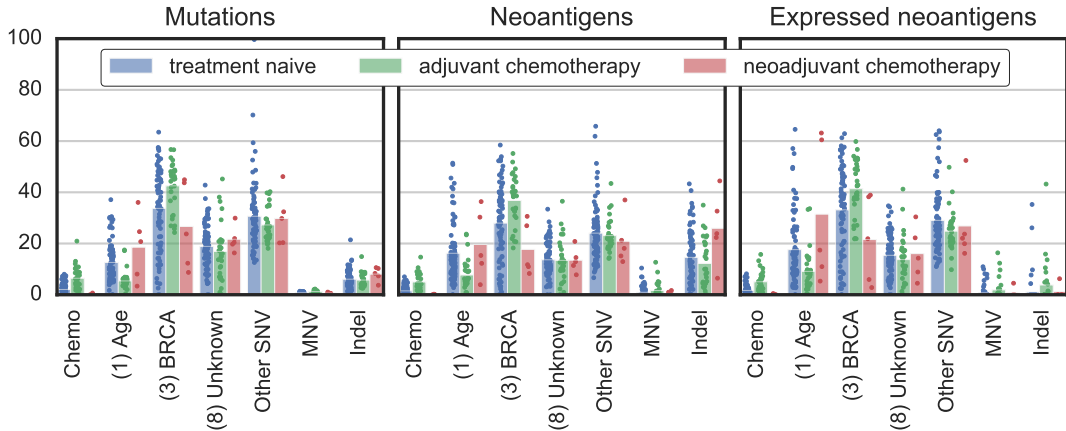 Mutations Neoantigens Expressed neoantigens
treatment naive adjuvant chemotherapy neoadjuvant chemotherapy
100
80
60
40
20
0
Chemo (1) Age (3) BRCA (8) Unknown Other SNV MNV Indel Chemo (1) Age (3) BRCA (8) Unknown Other SNV MNV Indel Chemo (1) Age (3) BRCA (8) Unknown Other SNV MNV Indel